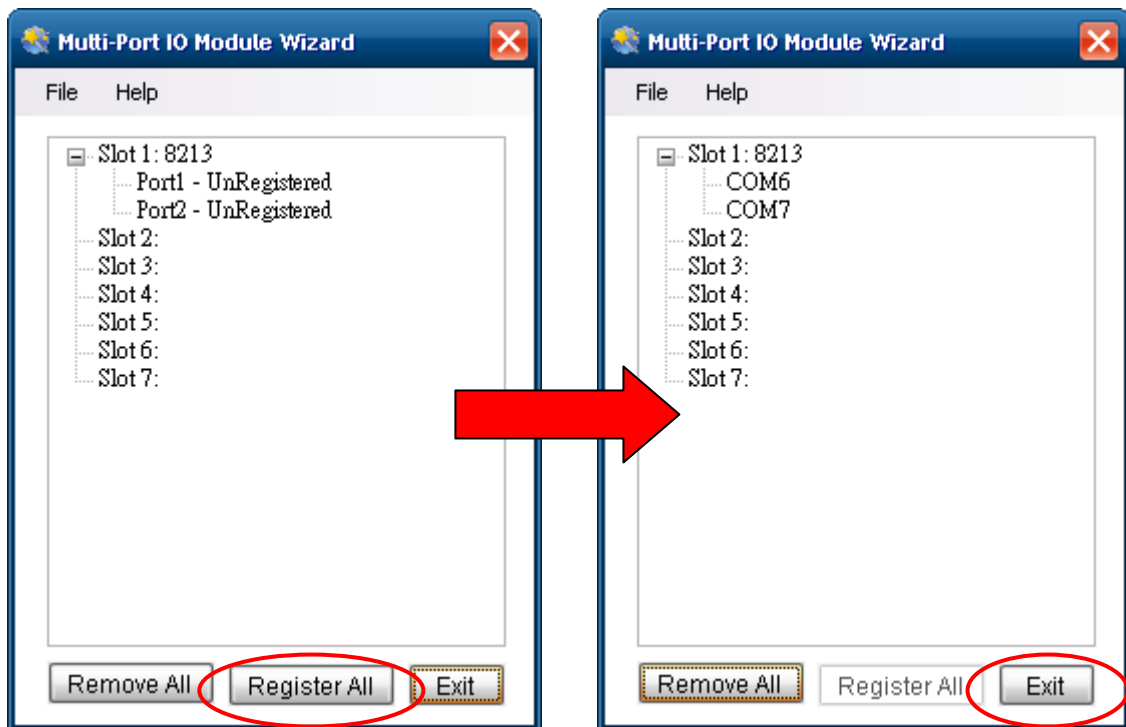 Multi-Port IO Module Wizard
File Help
Slot 1: 8213
Port1 - UnRegistered
Port2 - UnRegistered
Slot 2:
Slot 3:
Slot 4:
Slot 5:
Slot 6:
Slot 7:
Remove All Register All Exit
Multi-Port IO Module Wizard
File Help
Slot 1: 8213
COM6
COM7
Slot 2:
Slot 3:
Slot 4:
Slot 5:
Slot 6:
Slot 7:
Remove All Register All Exit